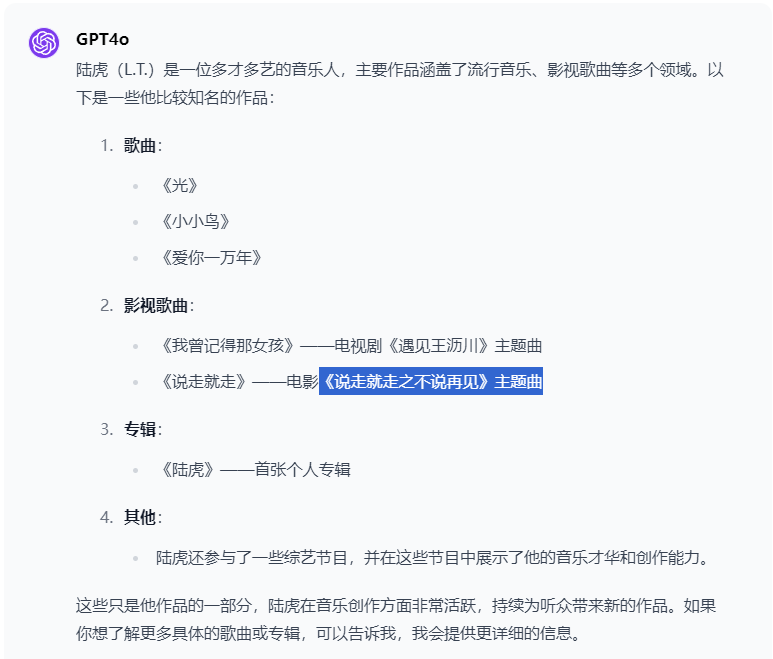 GPT4o
陆虎（L.T.）是一位多才多艺的音乐人，主要作品涵盖了流行音乐、影视歌曲等多个领域。以
下是一些他比较知名的作品：
1. 歌曲：
《光》
《小小鸟》
《爱你一万年》
2. 影视歌曲：
《我曾记得那女孩》——电视剧《遇见王沥川》主题曲
《说走就走》——电影《说走就走之不说再见》主题曲
3. 专辑：
《陆虎》——首张个人专辑
4. 其他：
陆虎还参与了一些综艺节目，并在这些节目中展示了他的音乐才华和创作能力。
这些只是他作品的一部分，陆虎在音乐创作方面非常活跃，持续为听众带来新的作品。如果
你想了解更多具体的歌曲或专辑，可以告诉我，我会提供更详细的信息。